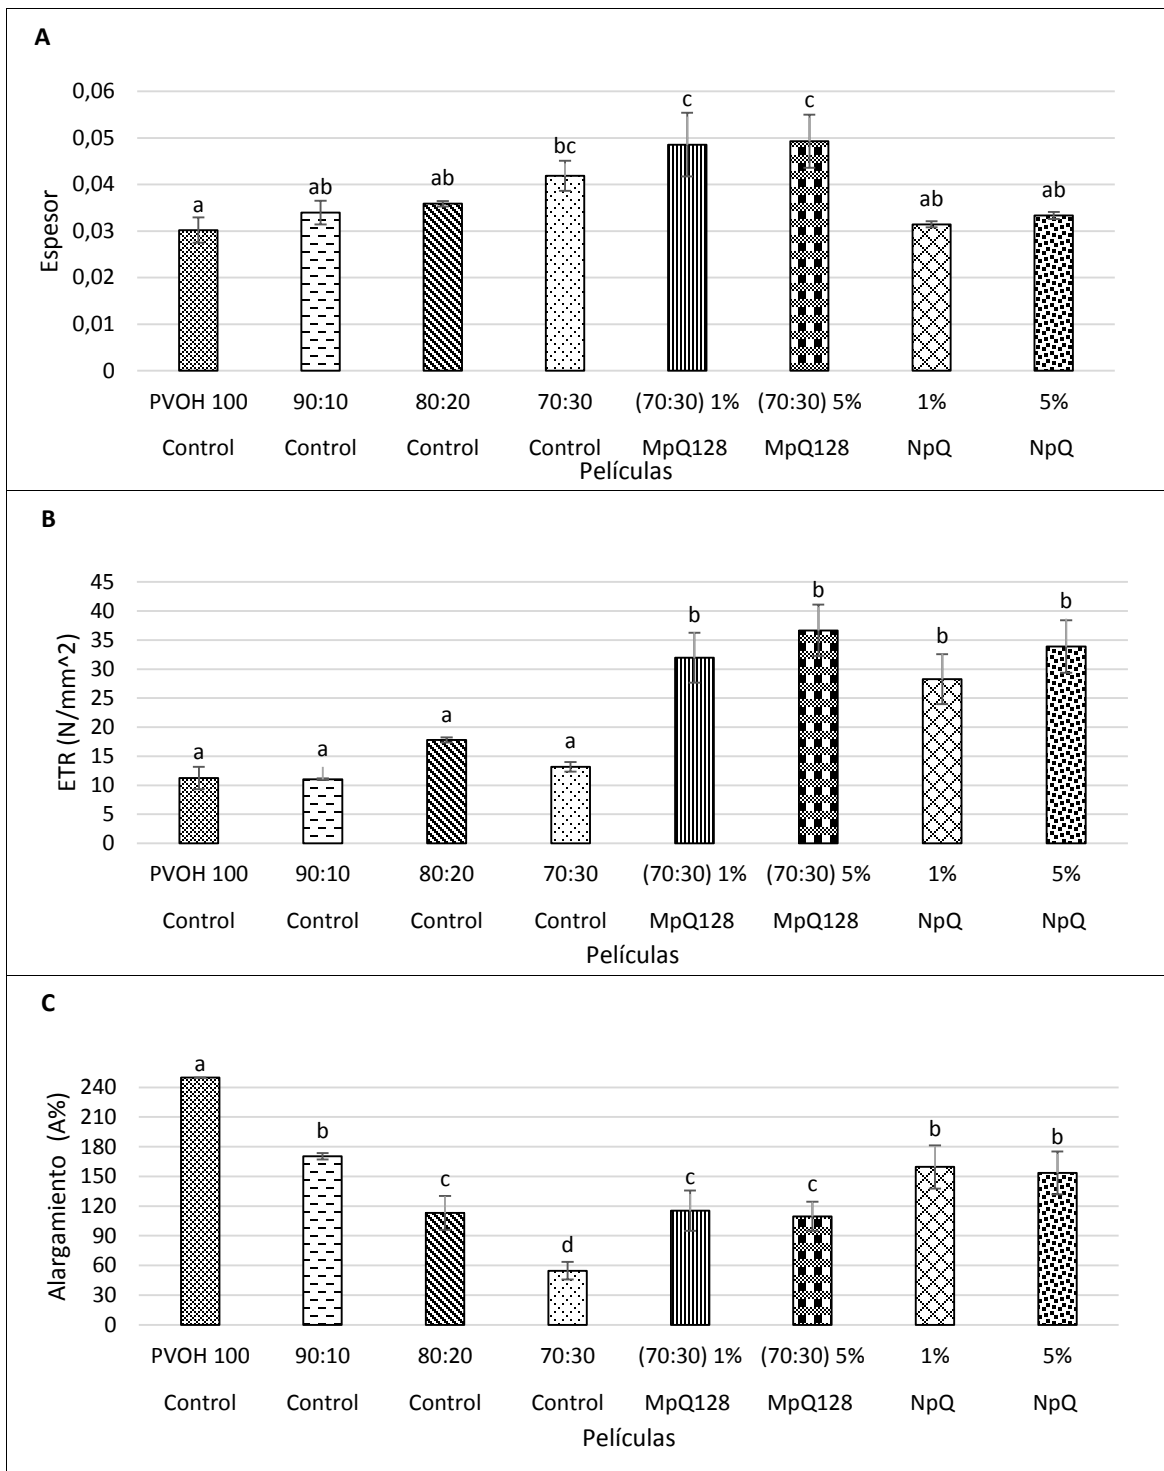 A
0,06
0,05
0,04
0,03
0,02
0,01
0
Espesor
a
ab
ab
bc
c
c
ab
ab
PVOH 100 90:10 80:20 70:30 (70:30) 1% (70:30) 5% 1% 5%
Control Control Control Control MpQ128 MpQ128 NpQ NpQ
Películas
B
45
40
35
30
25
20
15
10
5
0
ETR (N/mm^2)
a
a
a
a
b
b
b
b
PVOH 100 90:10 80:20 70:30 (70:30) 1% (70:30) 5% 1% 5%
Control Control Control Control MpQ128 MpQ128 NpQ NpQ
Películas
C
240
210
180
150
120
90
60
30
0
Alargamiento (A%)
a
b
c
d
c
c
b
b
PVOH 100 90:10 80:20 70:30 (70:30) 1% (70:30) 5% 1% 5%
Control Control Control Control MpQ128 MpQ128 NpQ NpQ
Películas